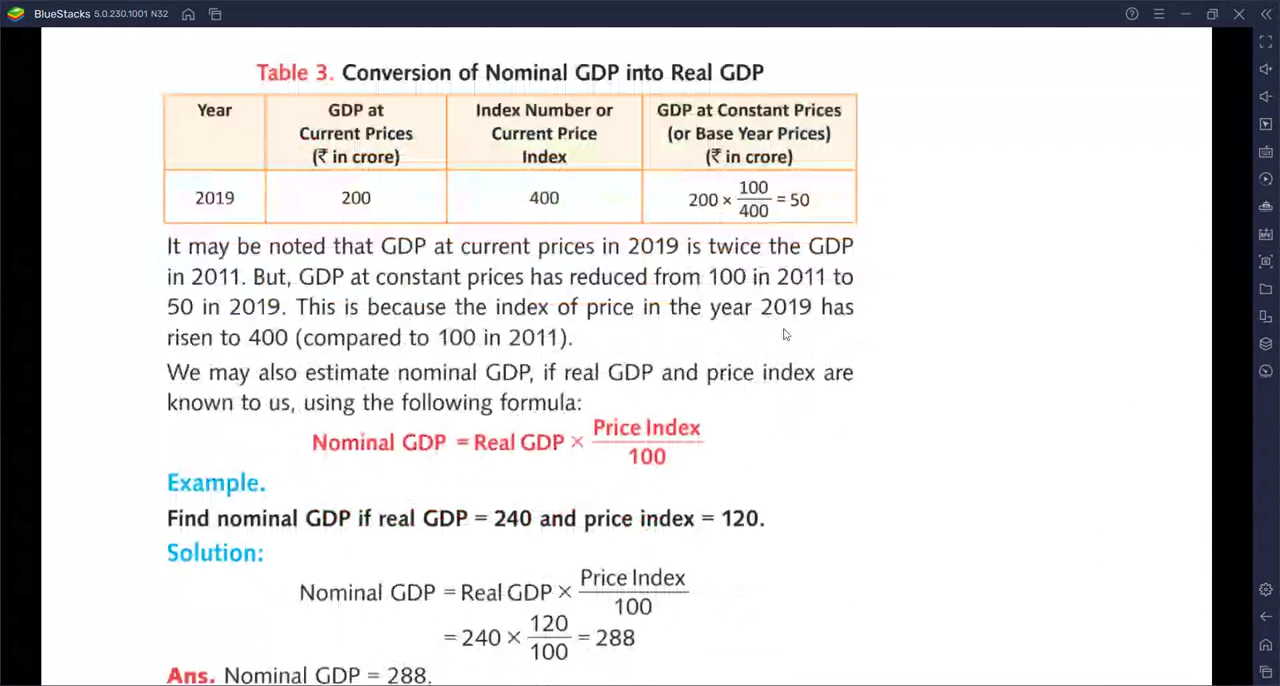 BlueStacks 5.0.230.1001 N32
Table 3. Conversion of Nominal GDP into Real GDP
Year
GDP at
Current Prices
(₹ in crore)
Index Number or
Current Price
Index
GDP at Constant Prices
(or Base Year Prices)
(₹ in crore)
2019
200
400
200 × 100/400 = 50
It may be noted that GDP at current prices in 2019 is twice the GDP
in 2011. But, GDP at constant prices has reduced from 100 in 2011 to
50 in 2019. This is because the index of price in the year 2019 has
risen to 400 (compared to 100 in 2011).
We may also estimate nominal GDP, if real GDP and price index are
known to us, using the following formula:
Nominal GDP = Real GDP × Price Index/100
Example.
Find nominal GDP if real GDP = 240 and price index = 120.
Solution:
Nominal GDP = Real GDP × Price Index/100
= 240 × 120/100 = 288
Ans. Nominal GDP = 288.